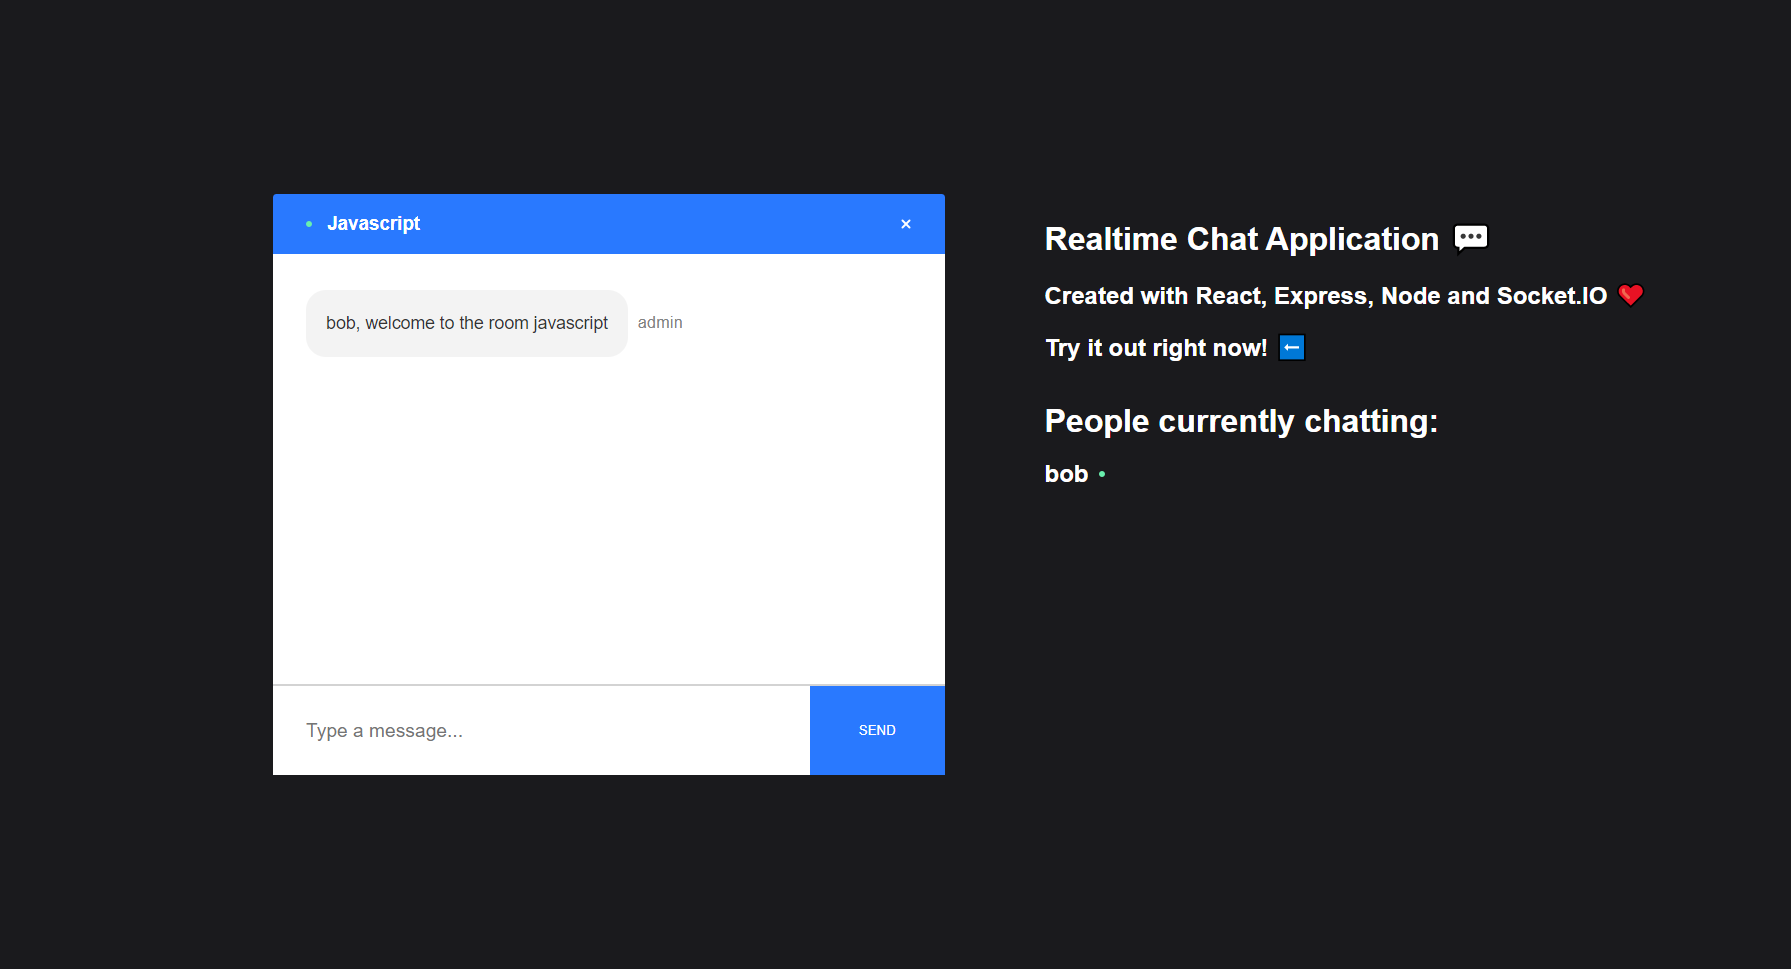 Javascript ×
bob, welcome to the room javascript admin
Type a message...
SEND
Realtime Chat Application 💬
Created with React, Express, Node and Socket.IO ❤️
Try it out right now! ⬅️
People currently chatting:
bob